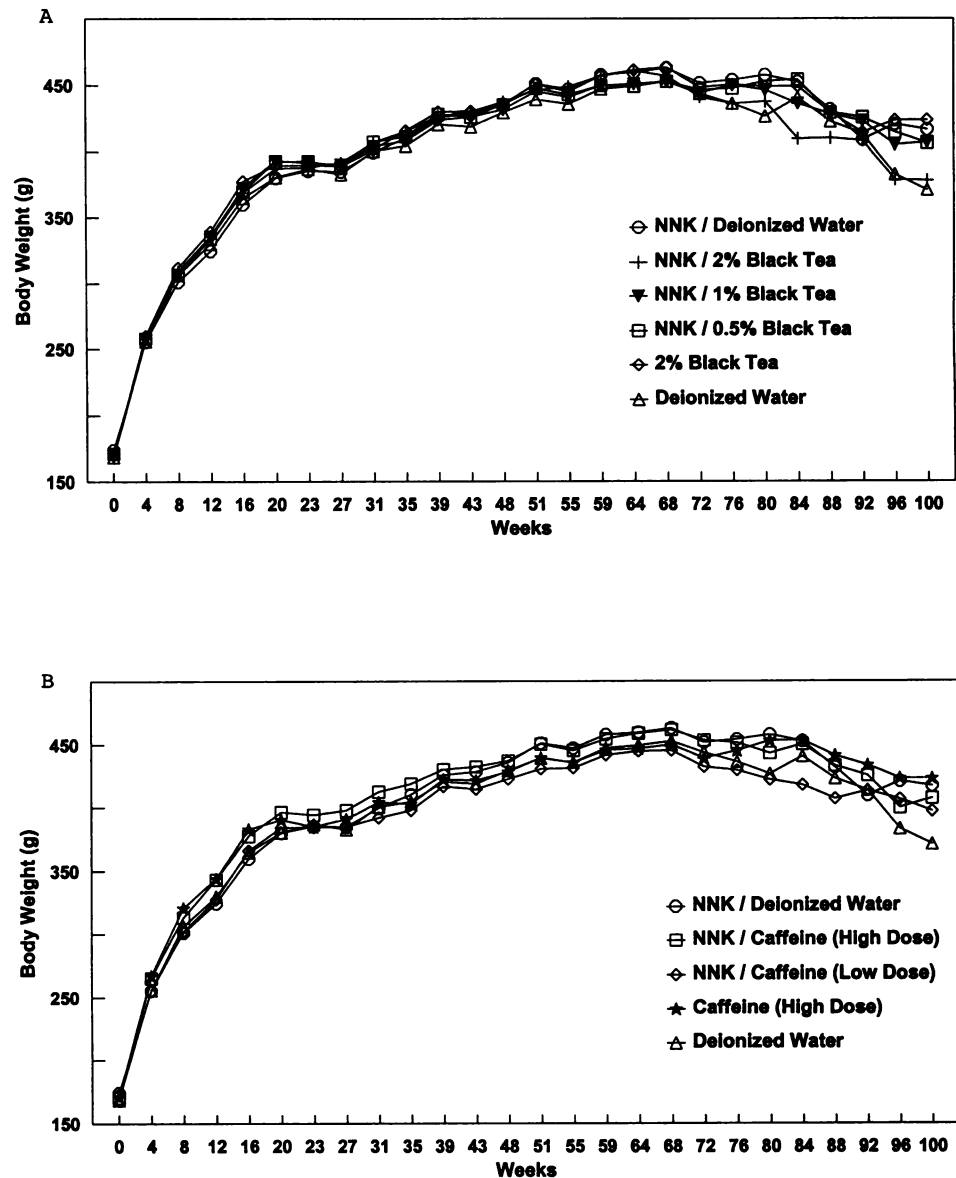 A
Body Weight (g)
450
350
250
150
NNK / Deionized Water
NNK / 2% Black Tea
NNK / 1% Black Tea
NNK / 0.5% Black Tea
2% Black Tea
Deionized Water
0 4 8 12 16 20 23 27 31 35 39 43 48 51 55 59 64 68 72 76 80 84 88 92 96 100
Weeks
B
Body Weight (g)
450
350
250
150
NNK / Deionized Water
NNK / Caffeine (High Dose)
NNK / Caffeine (Low Dose)
Caffeine (High Dose)
Deionized Water
0 4 8 12 16 20 23 27 31 35 39 43 48 51 55 59 64 68 72 76 80 84 88 92 96 100
Weeks